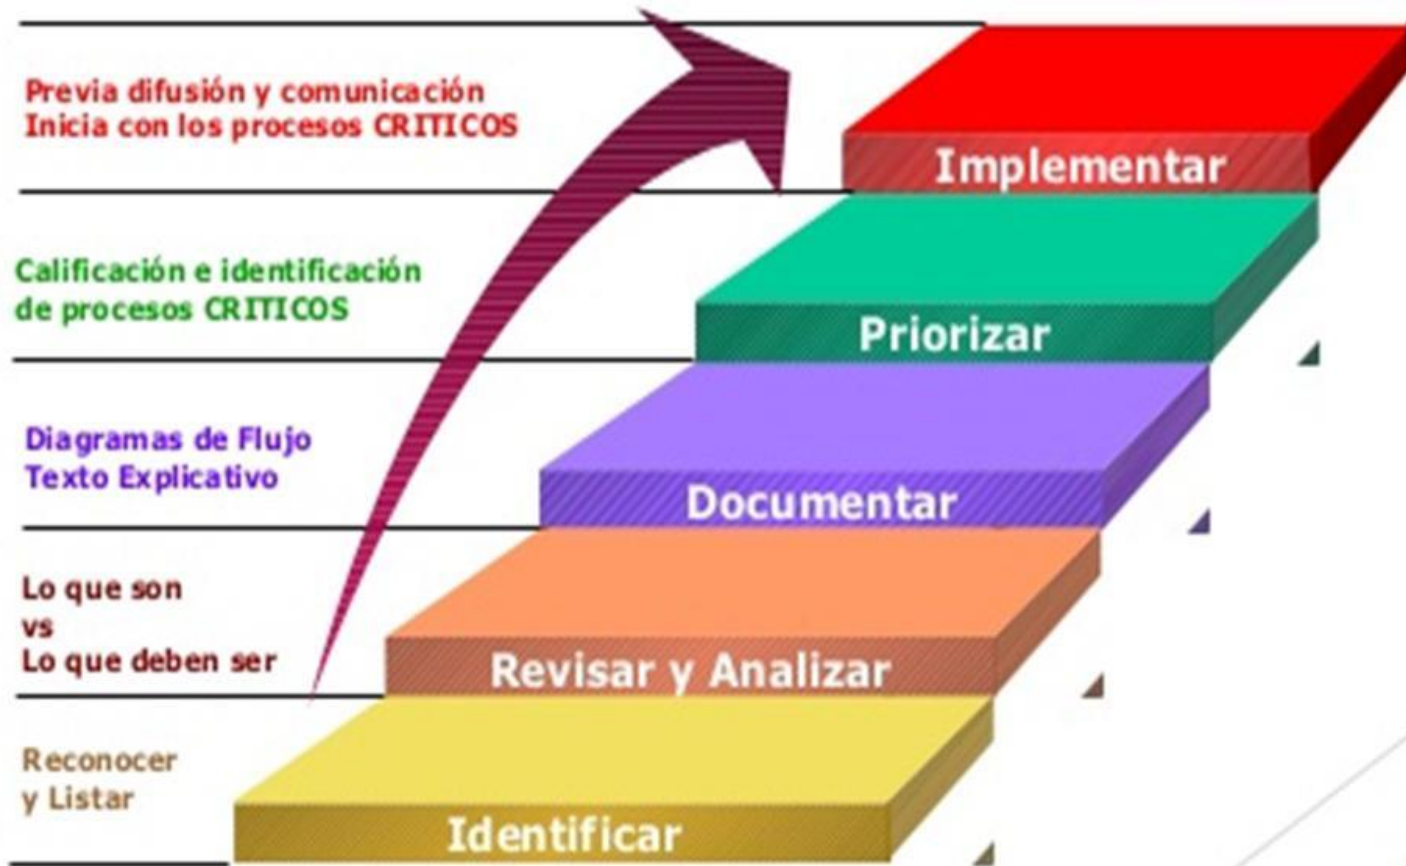 Previa difusión y comunicación
Inicia con los procesos CRITICOS
Implementar
Calificación e identificación
de procesos CRITICOS
Priorizar
Diagramas de Flujo
Texto Explicativo
Documentar
Lo que son
vs
Lo que deben ser
Revisar y Analizar
Reconocer
y Listar
Identificar